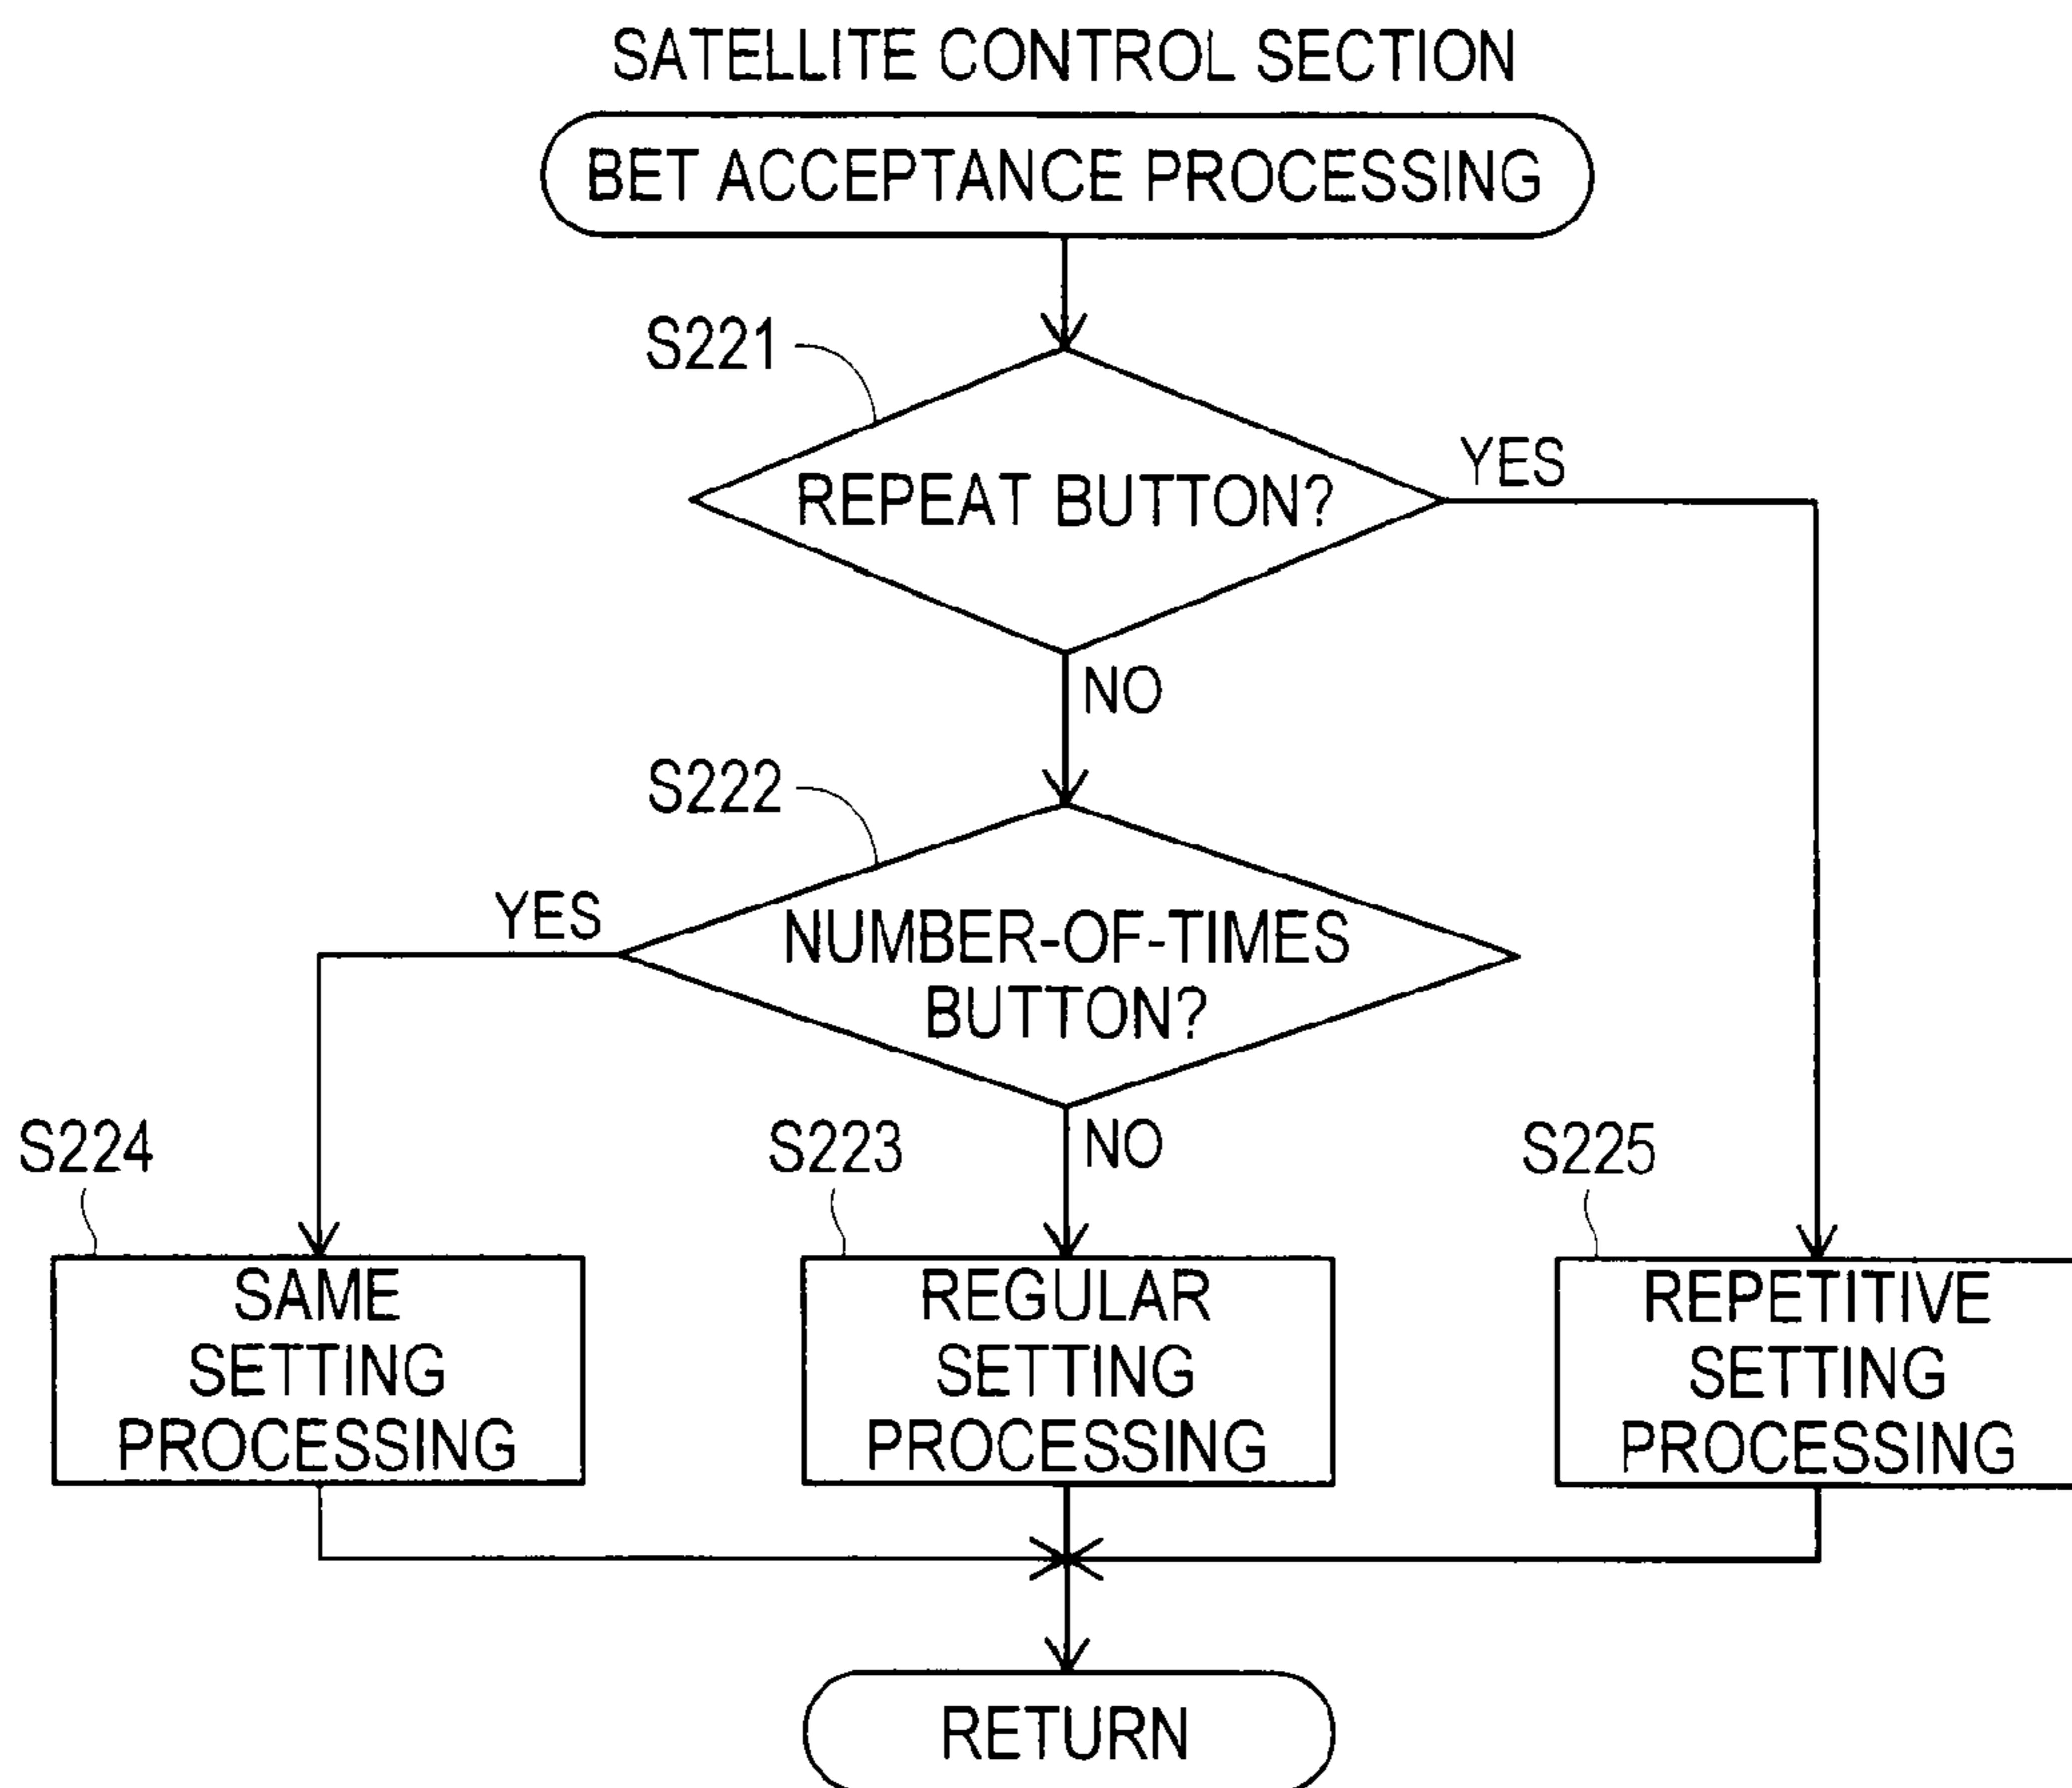 SATELLITE CONTROL SECTION
BET ACCEPTANCE PROCESSING
S221
REPEAT BUTTON?
YES
NO
S222
YES
NUMBER-OF-TIMES
BUTTON?
NO
S224
S223
S225
SAME
SETTING
PROCESSING
REGULAR
SETTING
PROCESSING
REPETITIVE
SETTING
PROCESSING
RETURN